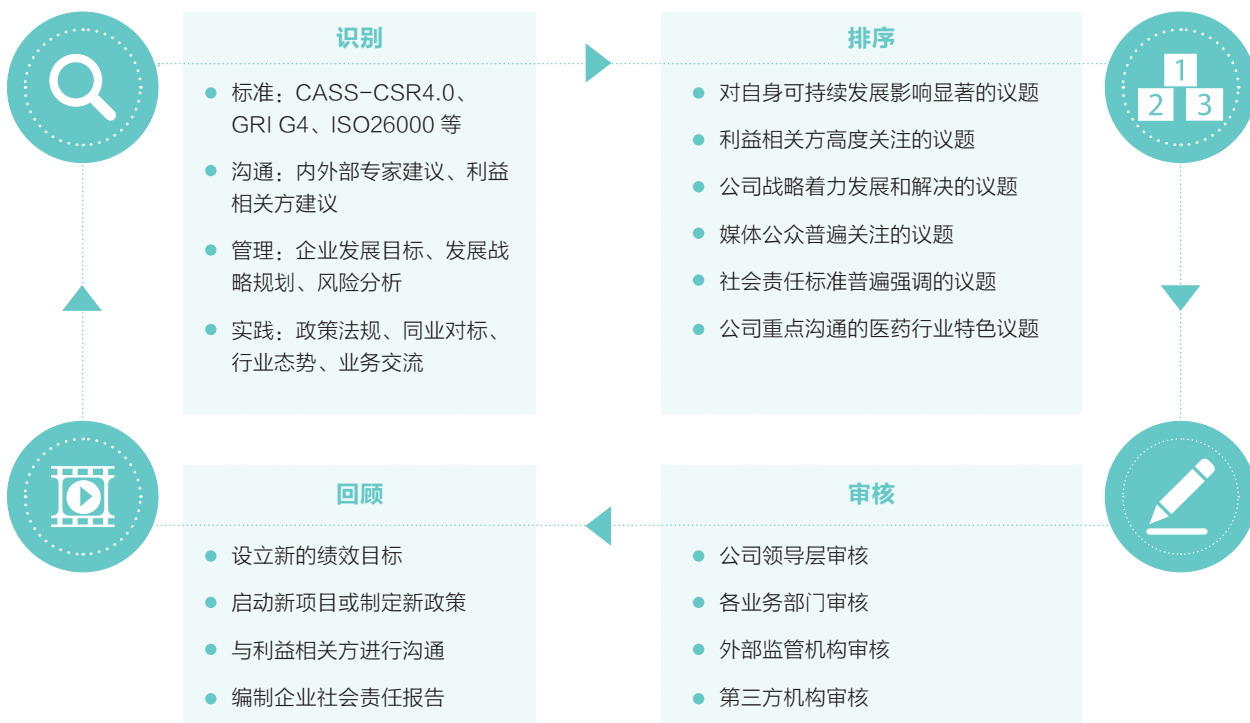 识别
标准：CASS-CSR4.0、
GRI G4、ISO26000 等
沟通：内外部专家建议、利益
相关方建议
管理：企业发展目标、发展战
略规划、风险分析
实践：政策法规、同业对标、
行业态势、业务交流
排序
对自身可持续发展影响显著的议题
利益相关方高度关注的议题
公司战略着力发展和解决的议题
媒体公众普遍关注的议题
社会责任标准普遍强调的议题
公司重点沟通的医药行业特色议题
1
2 3
审核
公司领导层审核
各业务部门审核
外部监管机构审核
第三方机构审核
回顾
设立新的绩效目标
启动新项目或制定新政策
与利益相关方进行沟通
编制企业社会责任报告